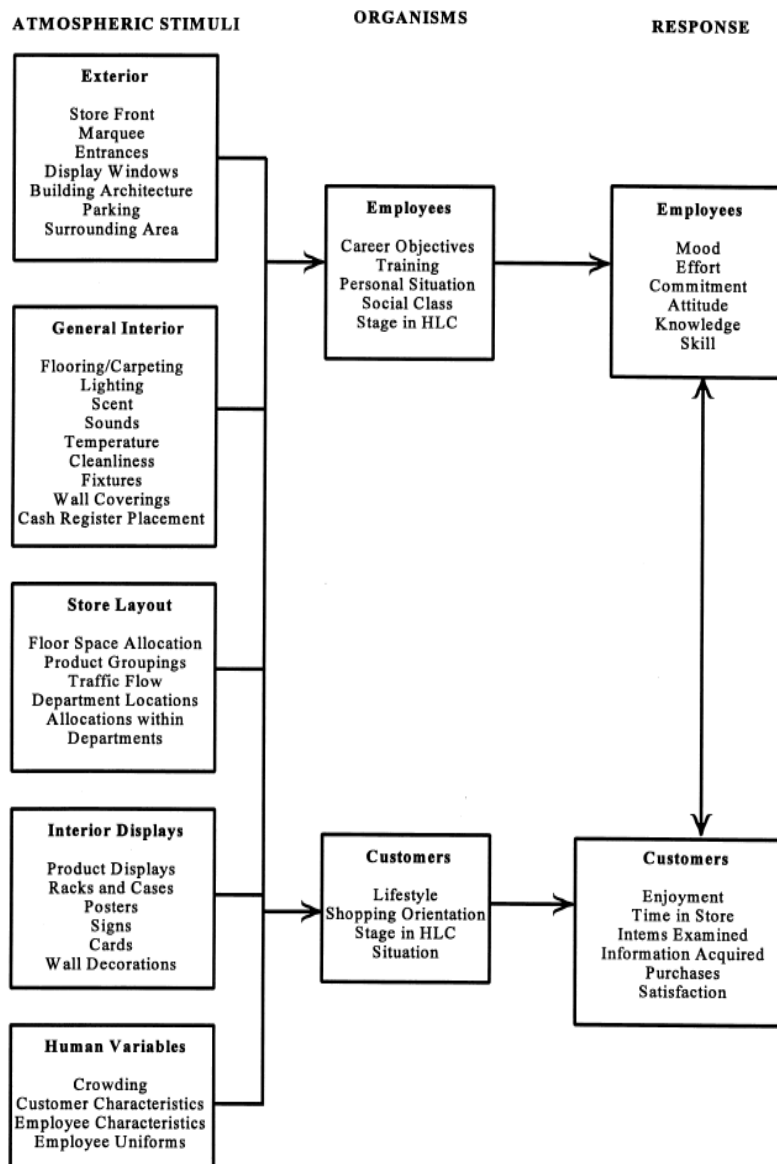 ATMOSPHERIC STIMULI
ORGANISMS
RESPONSE
Exterior
Store Front
Marquee
Entrances
Display Windows
Building Architecture
Parking
Surrounding Area
General Interior
Flooring/Carpeting
Lighting
Scent
Sounds
Temperature
Cleanliness
Fixtures
Wall Coverings
Cash Register Placement
Store Layout
Floor Space Allocation
Product Groupings
Traffic Flow
Department Locations
Allocations within
Departments
Interior Displays
Product Displays
Racks and Cases
Posters
Signs
Cards
Wall Decorations
Human Variables
Crowding
Customer Characteristics
Employee Characteristics
Employee Uniforms
Employees
Career Objectives
Training
Personal Situation
Social Class
Stage in HLC
Customers
Lifestyle
Shopping Orientation
Stage in HLC
Situation
Employees
Mood
Effort
Commitment
Attitude
Knowledge
Skill
Customers
Enjoyment
Time in Store
Intems Examined
Information Acquired
Purchases
Satisfaction